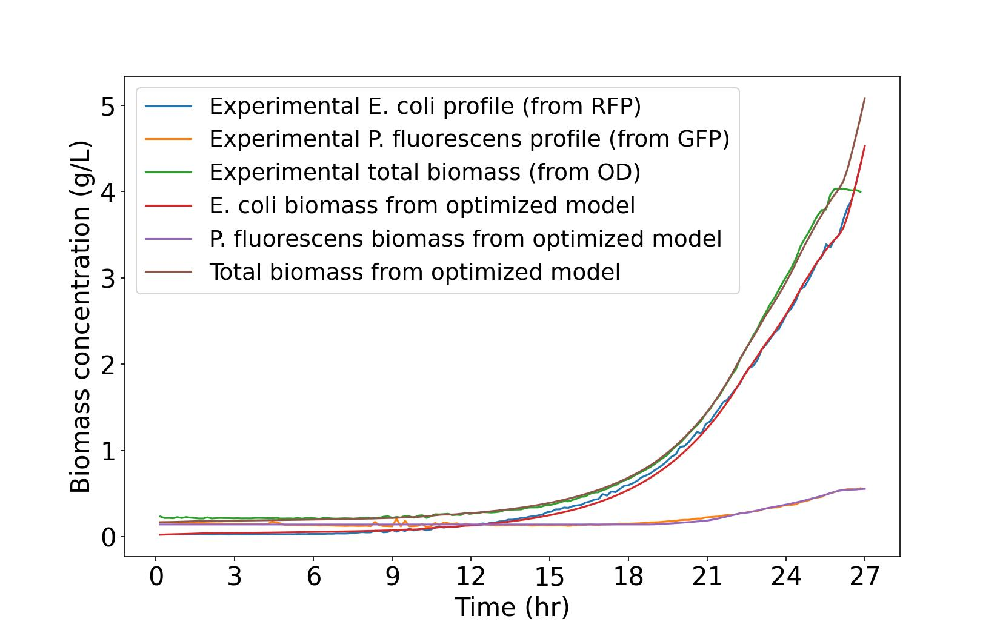 Experimental E. coli profile (from RFP)
Experimental P. fluorescens profile (from GFP)
Experimental total biomass (from OD)
E. coli biomass from optimized model
P. fluorescens biomass from optimized model
Total biomass from optimized model
Biomass concentration (g/L)
5
4
3
2
1
0
0 3 6 9 12 15 18 21 24 27
Time (hr)